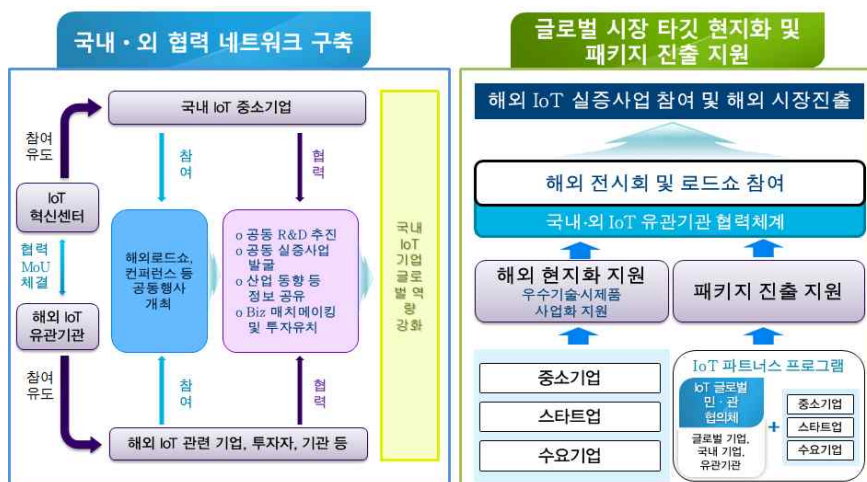 국내·외 협력 네트워크 구축
국내 IoT 중소기업
참여
유도
참
여
협
력
IoT
혁신센터
협력
MoU
체결
해외 IoT
유관기관
참여
유도
해외로드쇼,
컨퍼런스 등
공동행사
개최
o 공동 R&D 추진
o 공동 실증사업
발굴
o 산업 동향 등
정보 공유
o Biz 매치메이킹
및 투자유치
국내
IoT
기업
글로
벌 역
량
강화
참
여
협
력
해외 IoT 관련 기업, 투자자, 기관 등
글로벌 시장 타깃 현지화 및
패키지 진출 지원
해외 IoT 실증사업 참여 및 해외 시장진출
해외 전시회 및 로드쇼 참여
국내·외 IoT 유관기관 협력체계
해외 현지화 지원
우수기술·시제품
사업화 지원
패키지 진출 지원
중소기업
스타트업
수요기업
IoT 파트너스 프로그램
IoT 글로벌
민·관
협의체
글로벌 기업,
국내 기업,
유관기관
+
중소기업
스타트업
수요기업